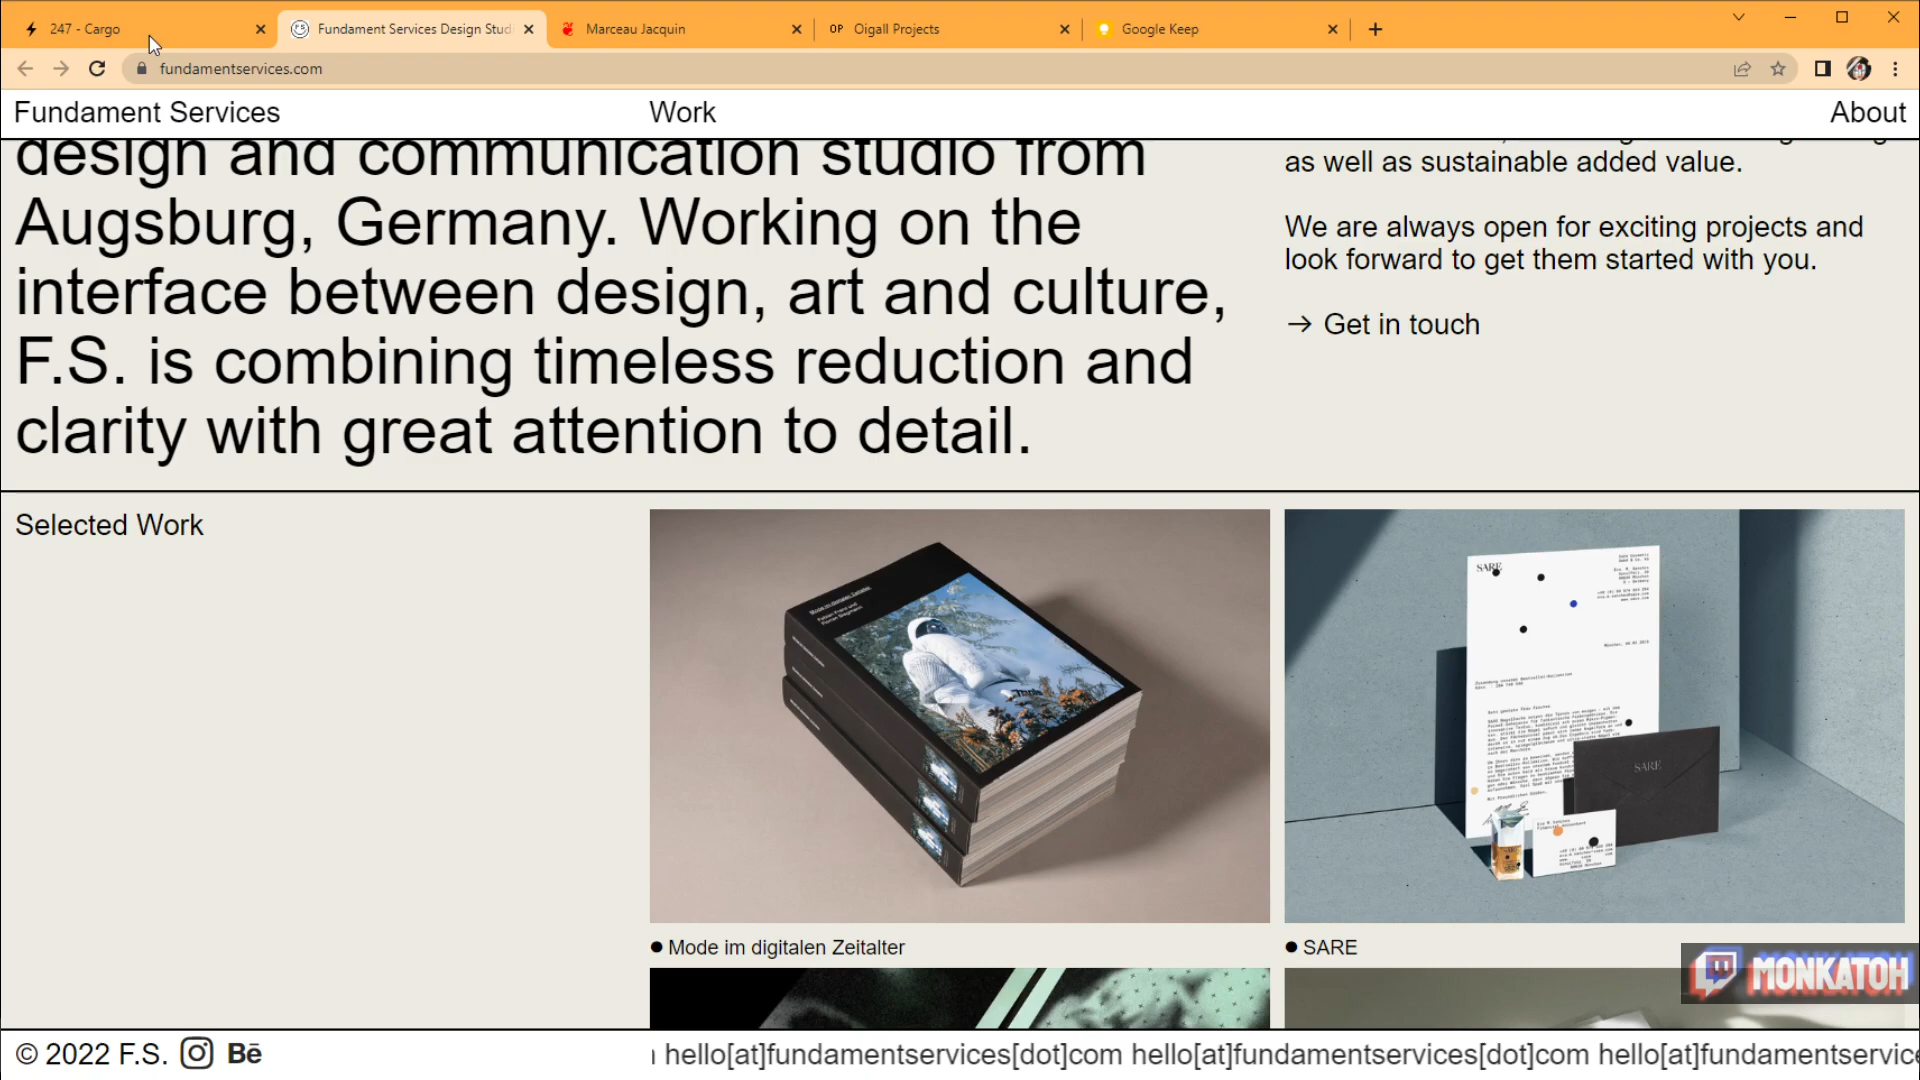 247 - Cargo
Fundament Services Design Stud
Marceau Jacquin
OP Oigall Projects
Google Keep
fundamentservices.com
Fundament Services
Work
About
design and communication studio from
Augsburg, Germany. Working on the
interface between design, art and culture,
F.S. is combining timeless reduction and
clarity with great attention to detail.
as well as sustainable added value.
We are always open for exciting projects and
look forward to get them started with you.
→ Get in touch
Selected Work
Mode im digitalen Zeitalter
SARE
SARE
● Mode im digitalen Zeitalter
● SARE
MONKATOH
© 2022 F.S. Bē
hello[at]fundamentservices[dot]com hello[at]fundamentservices[dot]com hello[at]fundamentservice